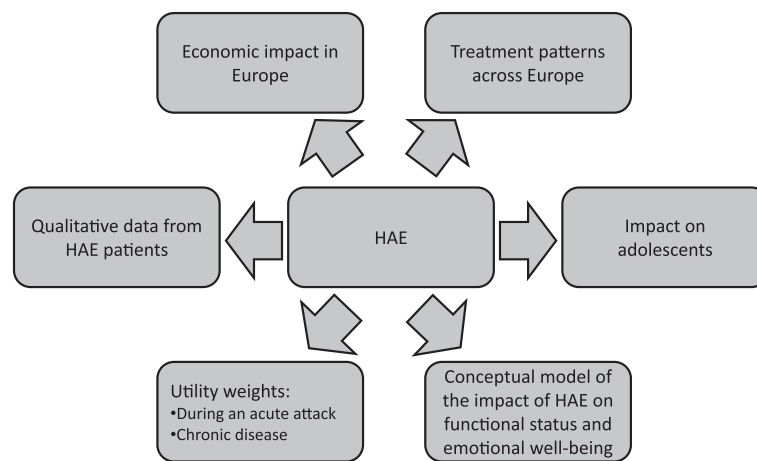 Economic impact in
Europe
Treatment patterns
across Europe
Qualitative data from
HAE patients
HAE
Impact on
adolescents
Utility weights:
•During an acute attack
•Chronic disease
Conceptual model of
the impact of HAE on
functional status and
emotional well-being